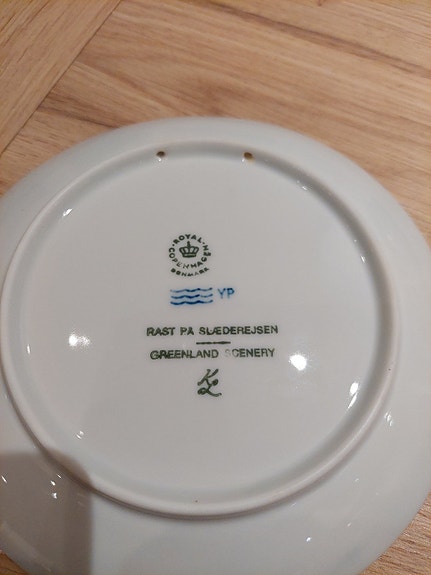 ROYAL COPENHAGEN
DENMARK
YP
RAST PÅ SLÆDEREJSEN
GREENLAND SCENERY